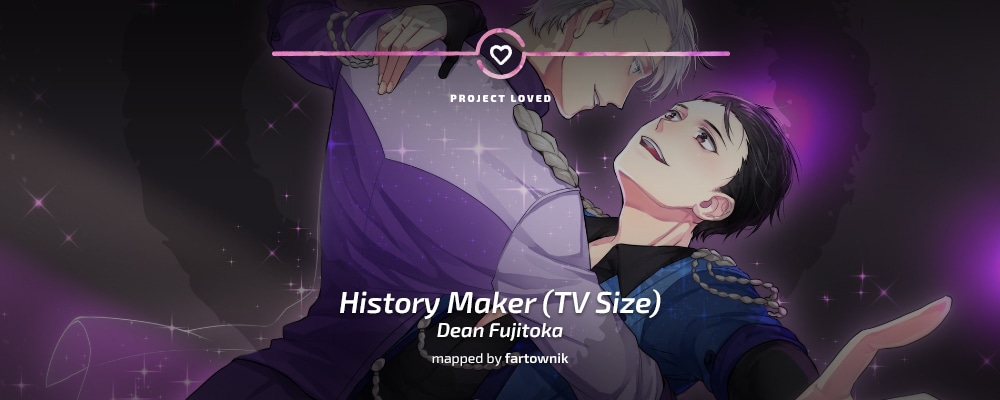 PROJECT LOVED
History Maker (TV Size)
Dean Fujitoka
mapped by fartownik